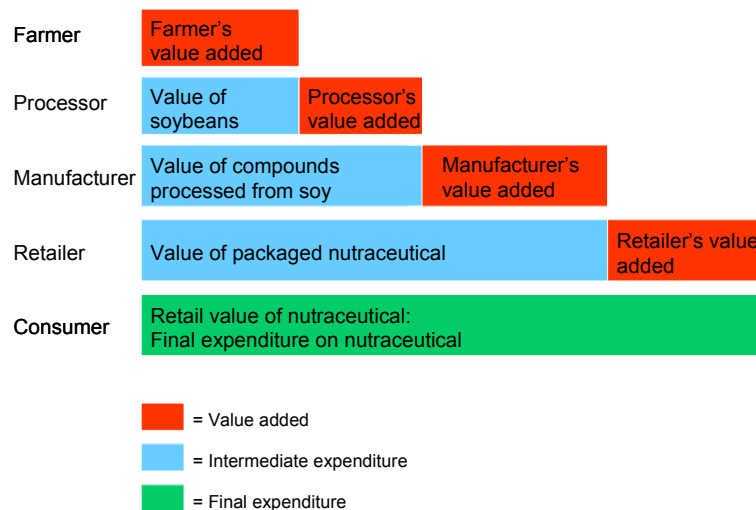 Farmer
Farmer's
value added
Processor
Value of
soybeans
Processor's
value added
Manufacturer
Value of compounds
processed from soy
Manufacturer's
value added
Retailer
Value of packaged nutraceutical
Retailer's value
added
Consumer
Retail value of nutraceutical:
Final expenditure on nutraceutical
= Value added
= Intermediate expenditure
= Final expenditure